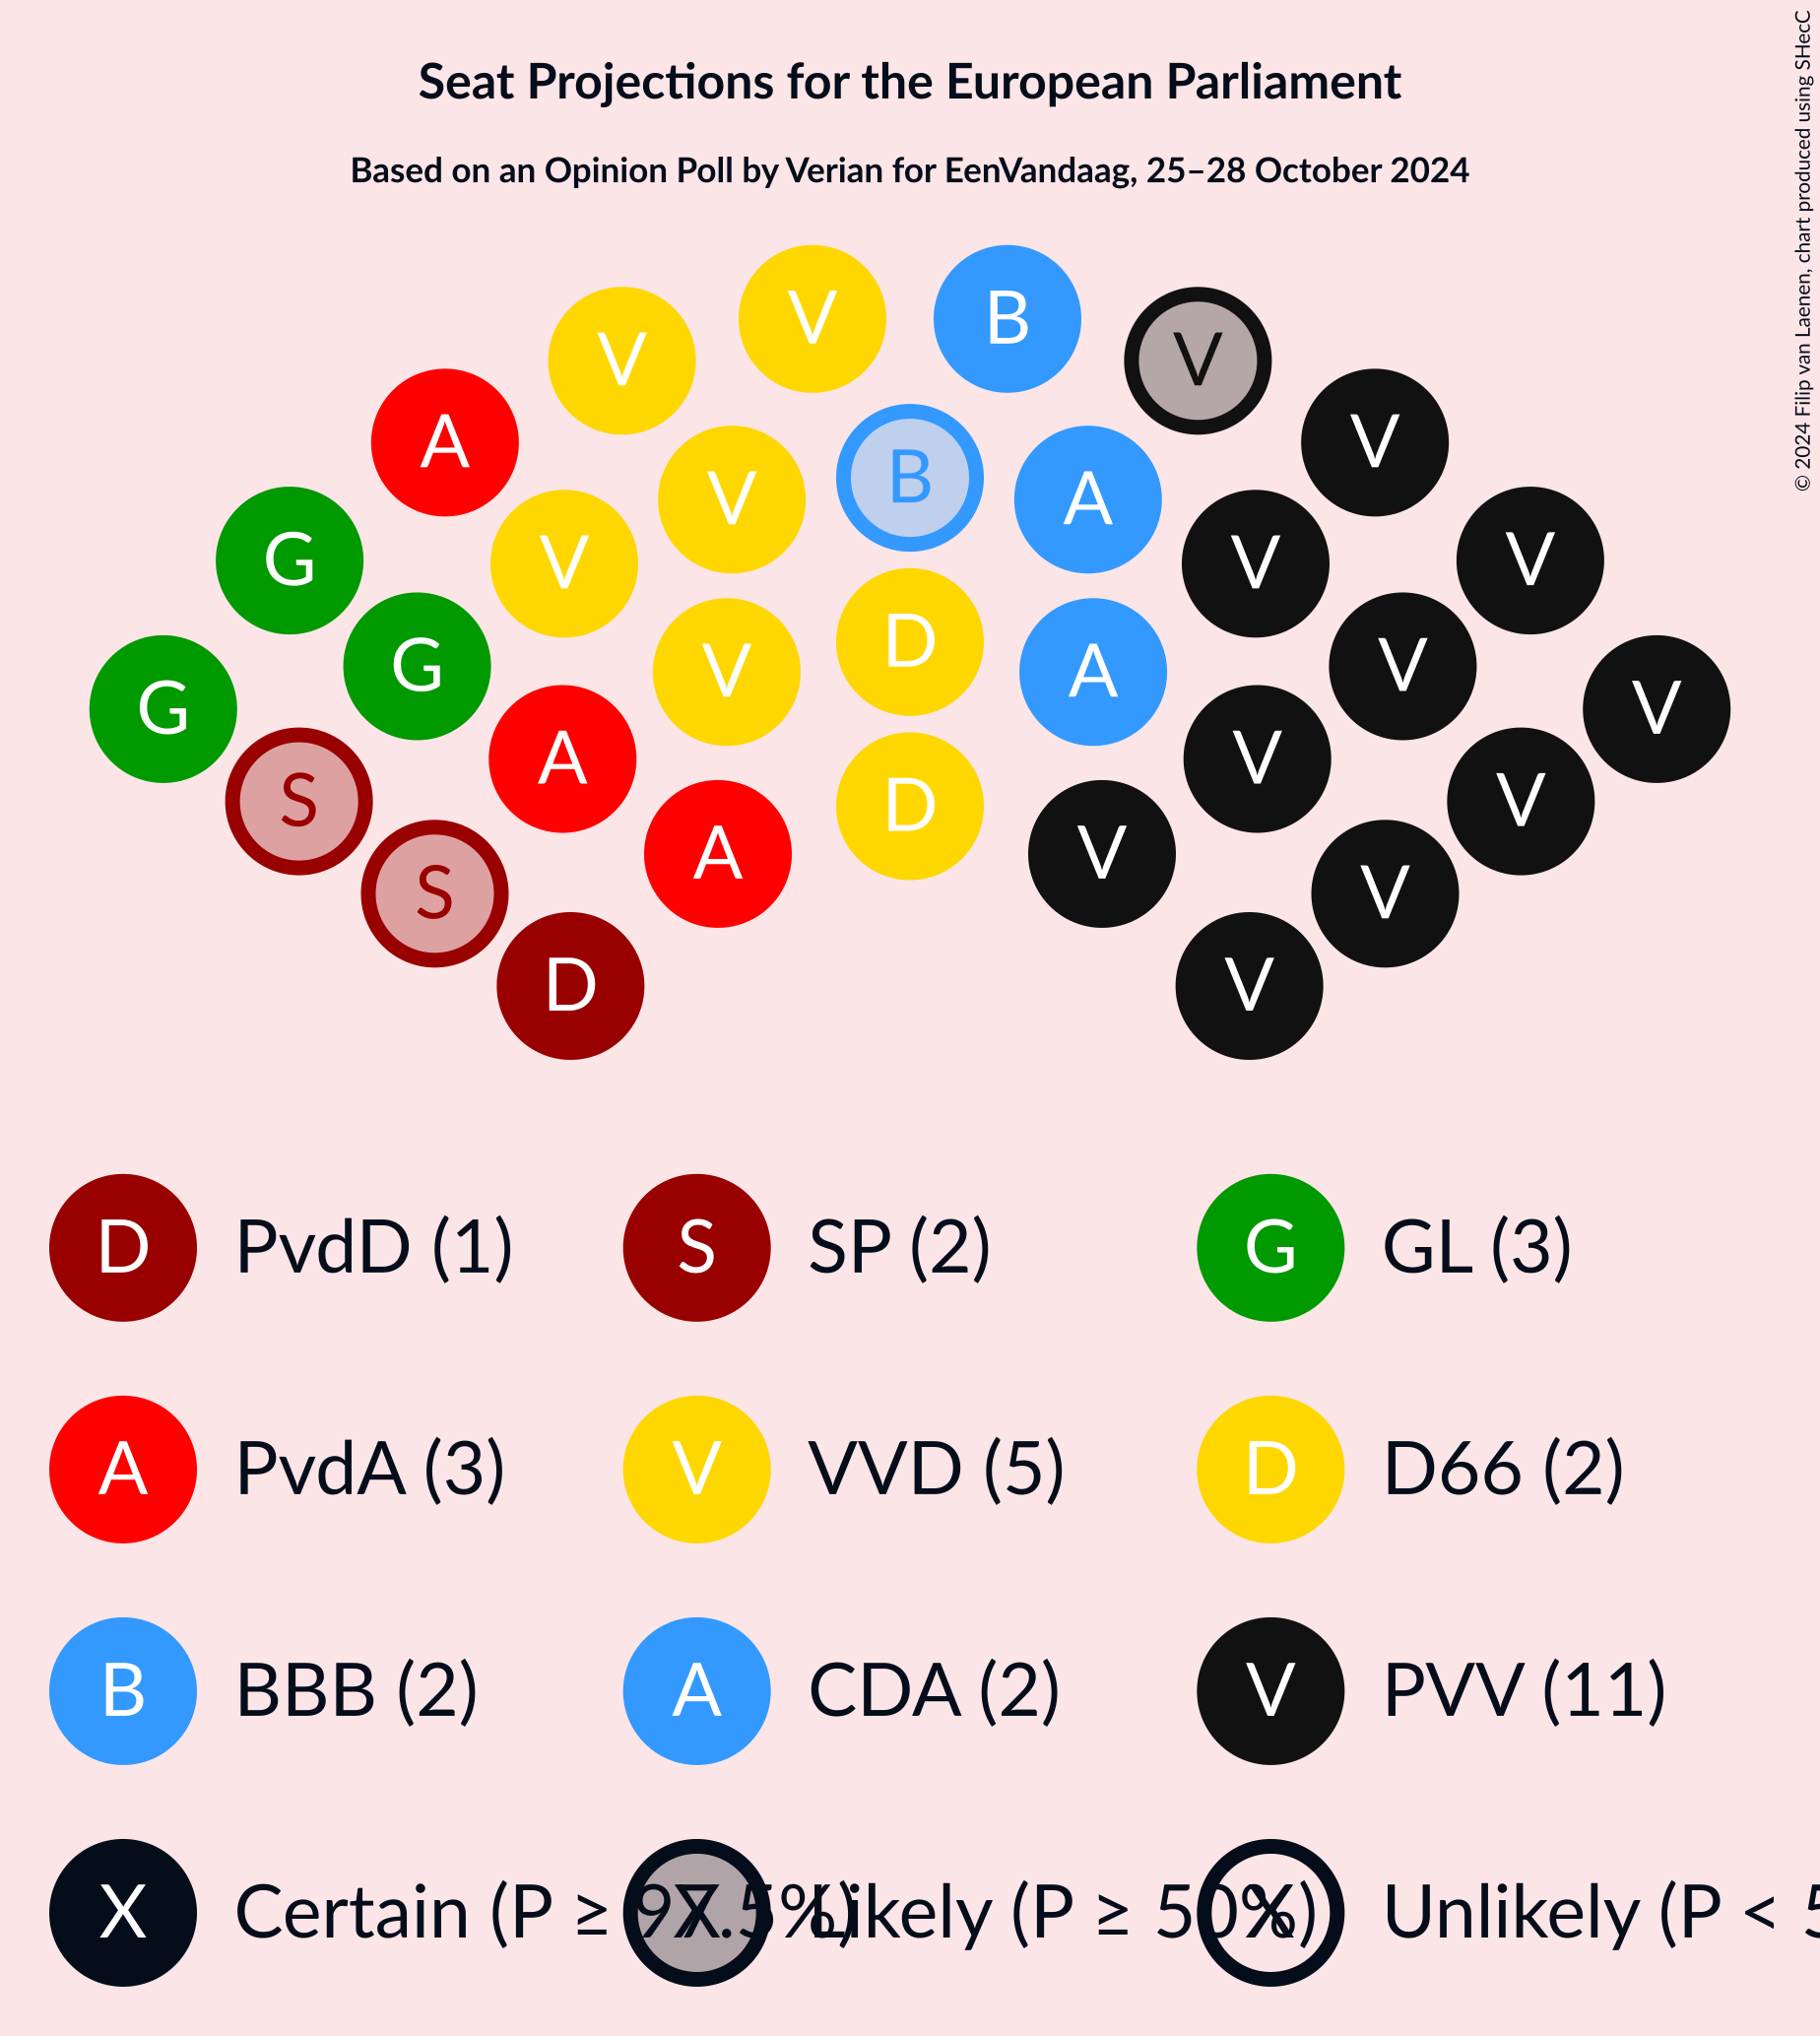 Seat Projections for the European Parliament
Based on an Opinion Poll by Verian for EenVandaag, 25–28 October 2024
© 2024 Filip van Laenen, chart produced using SHecC
V V B V
A V B A V
G V V V V
G G V D A V V
G A V V
S A D V V
S V
D V
D PvdD (1) S SP (2) G GL (3)
A PvdA (3) V VVD (5) D D66 (2)
B BBB (2) A CDA (2) V PVV (11)
X Certain (P ≥ 97.5%) X Likely (P ≥ 50%) X Unlikely (P < 5